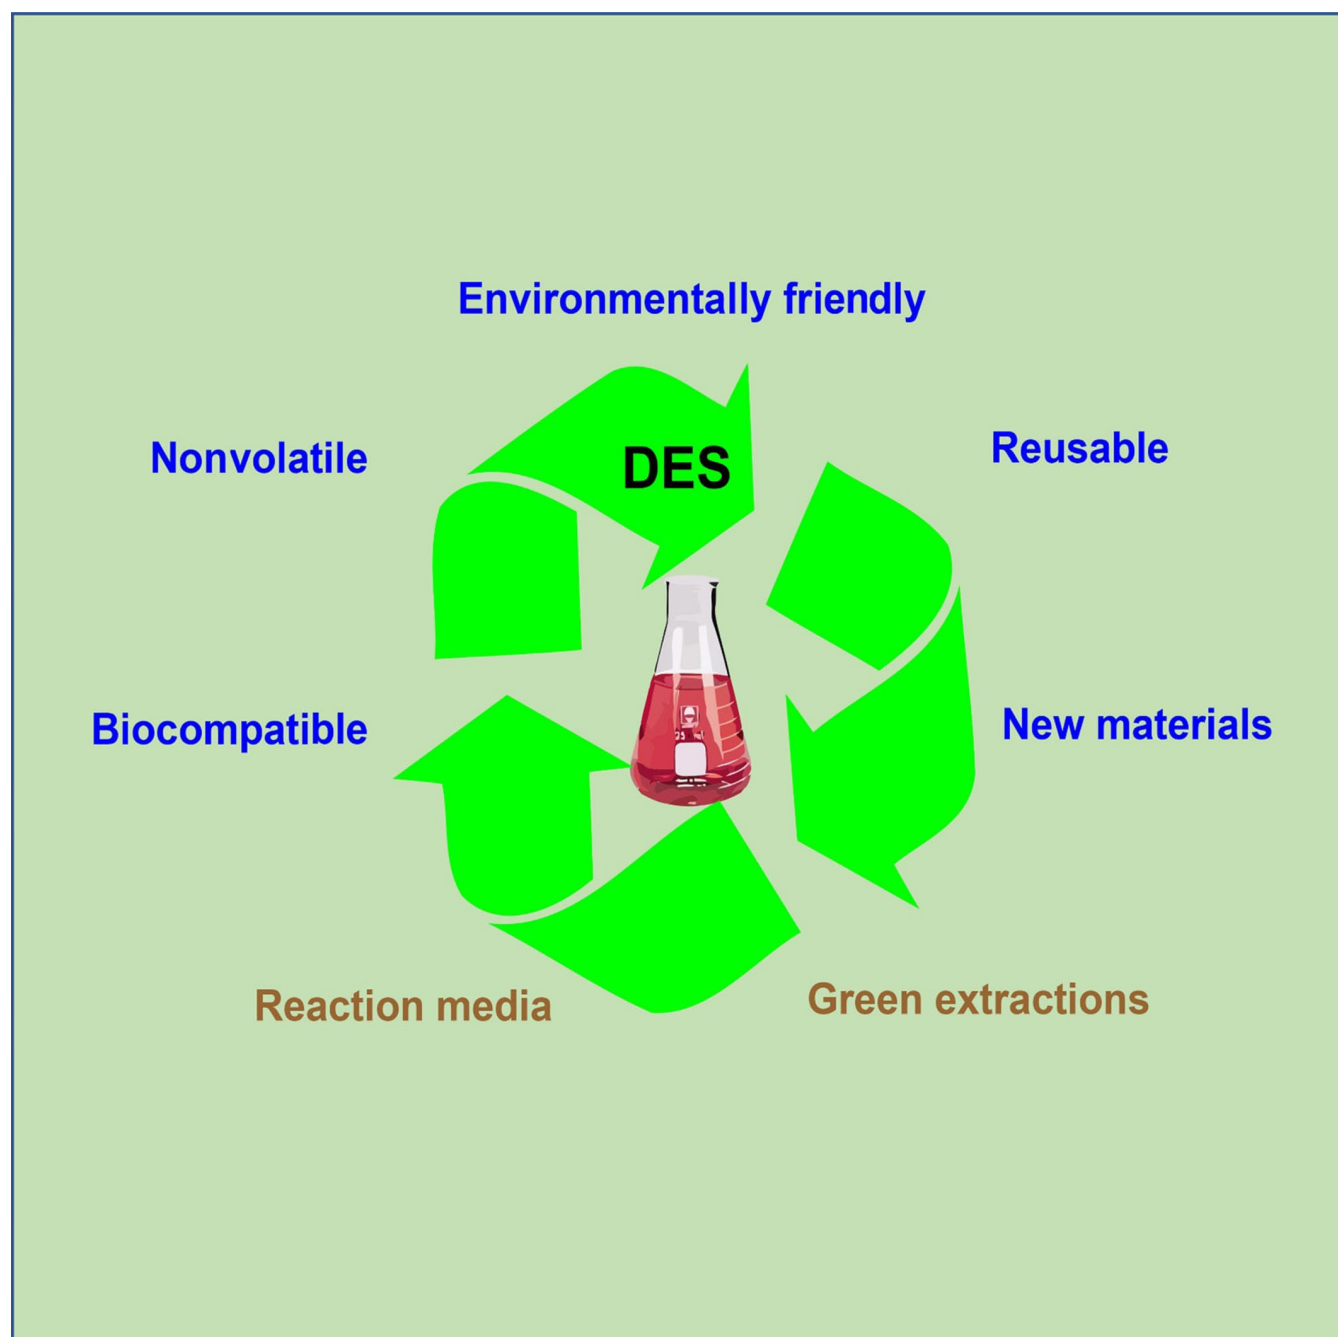 Environmentally friendly
Nonvolatile
DES
Reusable
Biocompatible
New materials
Reaction media
Green extractions